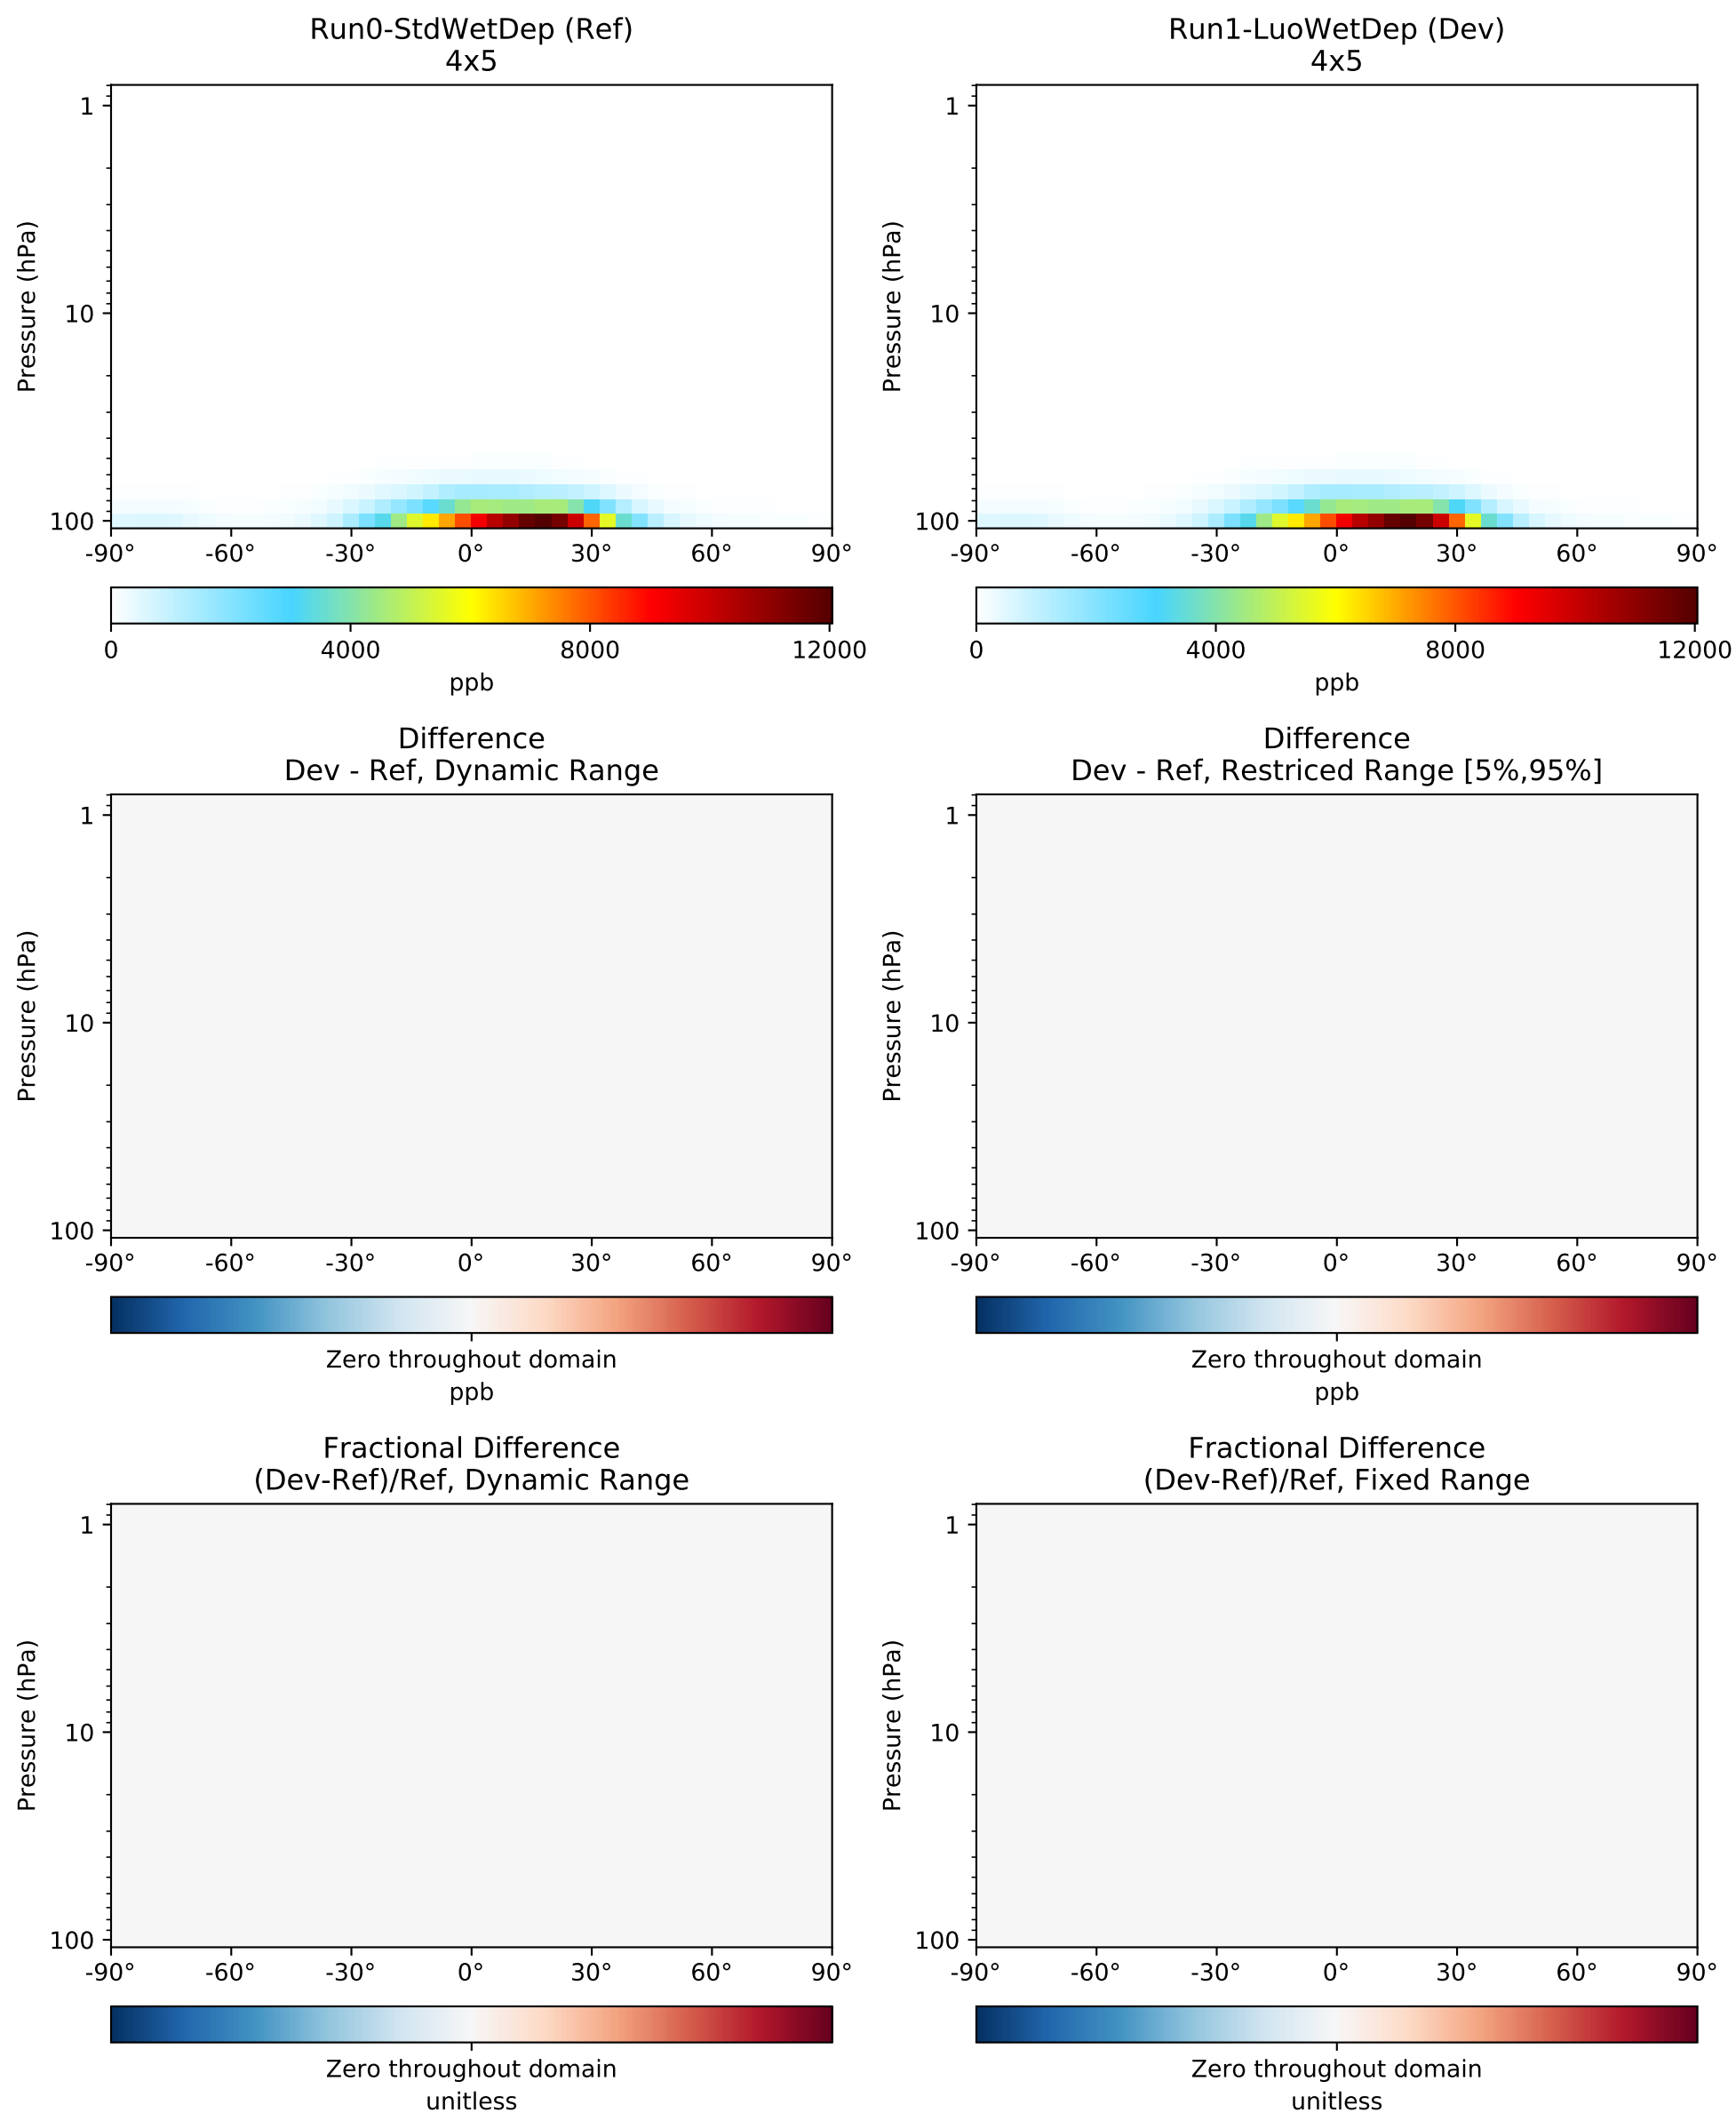 Run0-StdWetDep (Ref)
4x5
Run1-LuoWetDep (Dev)
4x5
Pressure (hPa)
1
10
100
-90° -60° -30° 0° 30° 60° 90°
0 4000 8000 12000
ppb
Pressure (hPa)
1
10
100
-90° -60° -30° 0° 30° 60° 90°
0 4000 8000 12000
ppb
Difference
Dev - Ref, Dynamic Range
Pressure (hPa)
1
10
100
-90° -60° -30° 0° 30° 60° 90°
Zero throughout domain
ppb
Difference
Dev - Ref, Restriced Range [5%,95%]
Pressure (hPa)
1
10
100
-90° -60° -30° 0° 30° 60° 90°
Zero throughout domain
ppb
Fractional Difference
(Dev-Ref)/Ref, Dynamic Range
Pressure (hPa)
1
10
100
-90° -60° -30° 0° 30° 60° 90°
Zero throughout domain
unitless
Fractional Difference
(Dev-Ref)/Ref, Fixed Range
Pressure (hPa)
1
10
100
-90° -60° -30° 0° 30° 60° 90°
Zero throughout domain
unitless